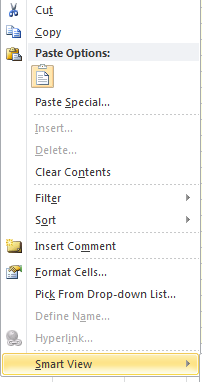 Cut
Copy
Paste Options:
Paste Special...
Insert...
Delete...
Clear Contents
Filter
Sort
Insert Comment
Format Cells...
Pick From Drop-down List...
Define Name...
Hyperlink...
Smart View